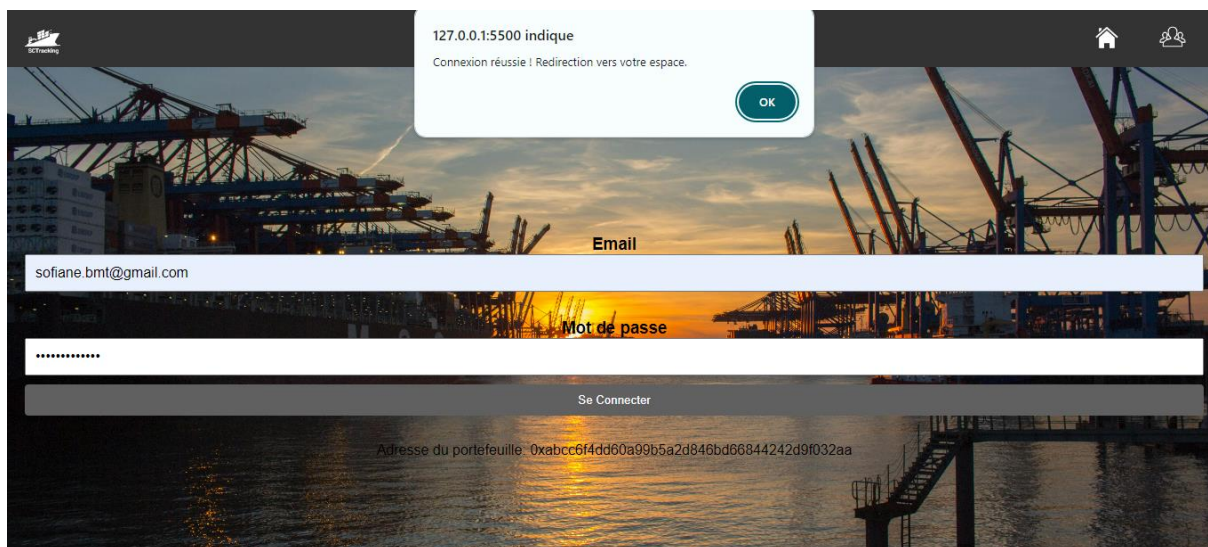 SCTracking
127.0.0.1:5500 indique
Connexion réussie ! Redirection vers votre espace.
OK
Email
sofiane.bmt@gmail.com
Mot de passe
•••••••••••••
Se Connecter
Adresse du portefeuille: 0xabcc6f4dd60a99b5a2d846bd66844242d9f032aa